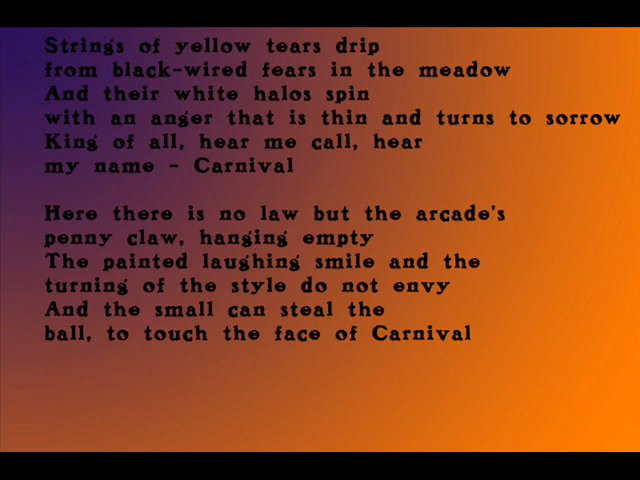 Strings of yellow tears drip
from black-wired fears in the meadow
And their white halos spin
with an anger that is thin and turns to sorrow
King of all, hear me call, hear
my name - Carnival
Here there is no law but the arcade's
penny claw, hanging empty
The painted laughing smile and the
turning of the style do not envy
And the small can steal the
ball, to touch the face of Carnival